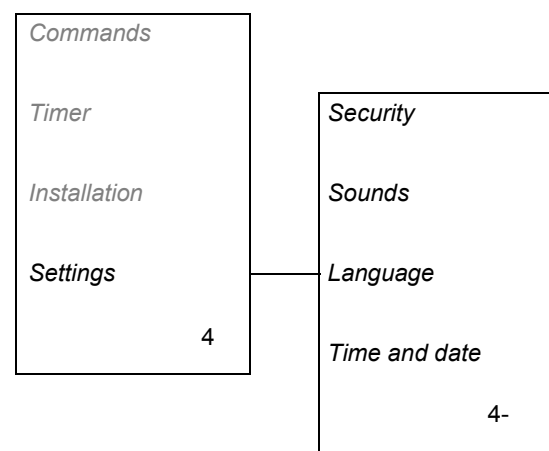 Commands
Timer
Installation
Settings
4
Security
Sounds
Language
Time and date
4-